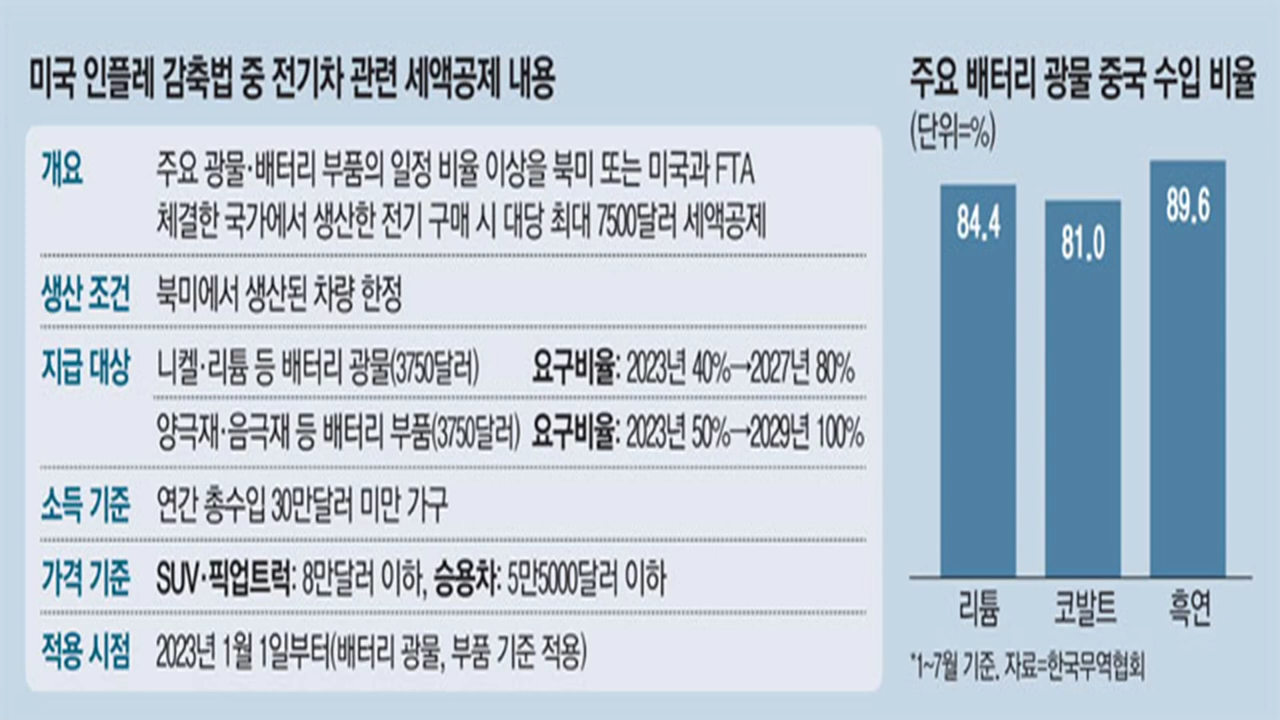 미국 인플레 감축법 중 전기차 관련 세액공제 내용
개요 주요 광물·배터리 부품의 일정 비율 이상을 북미 또는 미국과 FTA
체결한 국가에서 생산한 전기 구매 시 대당 최대 7500달러 세액공제
생산 조건 북미에서 생산된 차량 한정
지급 대상 니켈·리튬 등 배터리 광물(3750달러) 요구비율: 2023년 40%→2027년 80%
양극재·음극재 등 배터리 부품(3750달러) 요구비율: 2023년 50%→2029년 100%
소득 기준 연간 총수입 30만달러 미만 가구
가격 기준 SUV·픽업트럭: 8만달러 이하, 승용차: 5만5000달러 이하
적용 시점 2023년 1월 1일부터(배터리 광물, 부품 기준 적용)
주요 배터리 광물 중국 수입 비율
(단위=%)
84.4 81.0 89.6
리튬 코발트 흑연
*1~7월 기준. 자료=한국무역협회